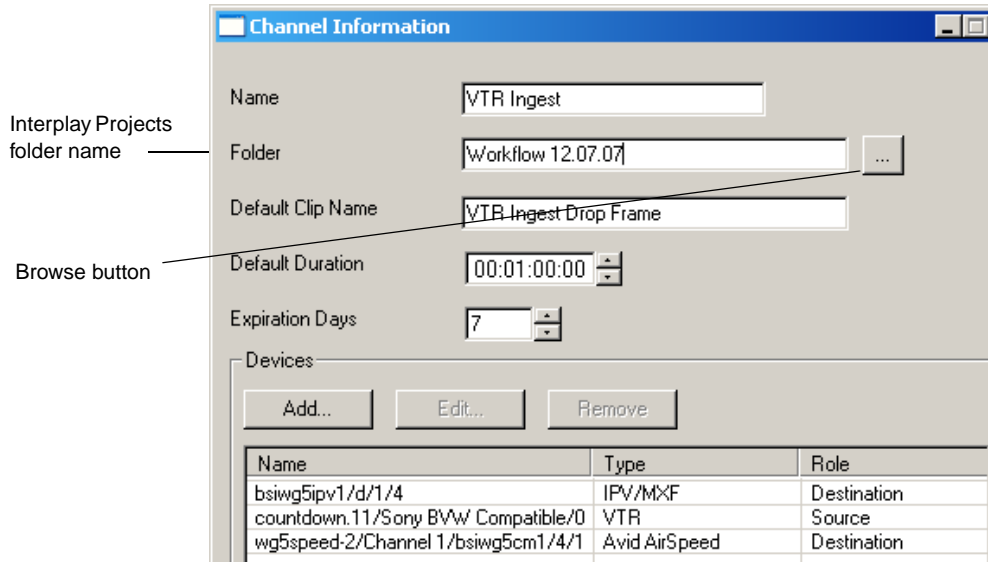 Channel Information
Name
VTR Ingest
Interplay Projects
folder name
Folder
Workflow 12.07.07
...
Default Clip Name
VTR Ingest Drop Frame
Browse button
Default Duration
00:01:00:00
Expiration Days
7
Devices
Add...
Edit...
Remove
Name Type Role
bsiwg5ipv1/d/1/4 IPV/MXF Destination
countdown.11/Sony BVW Compatible/0 VTR Source
wg5speed-2/Channel 1/bsiwg5cm1/4/1 Avid AirSpeed Destination